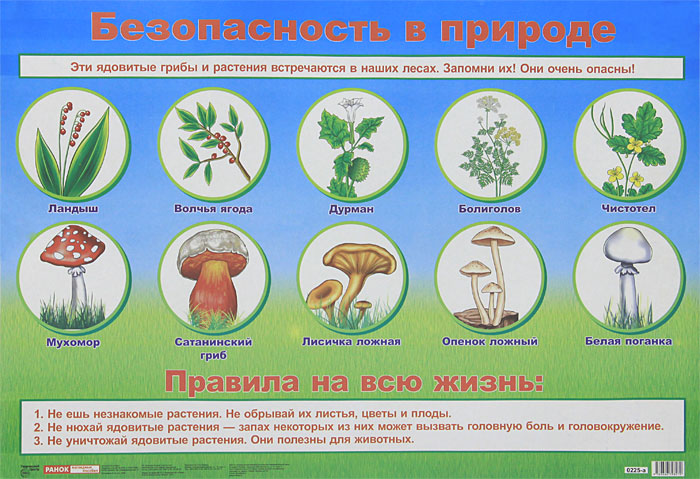 Безопасность в природе
Эти ядовитые грибы и растения встречаются в наших лесах. Запомни их! Они очень опасны!
Ландыш
Волчья ягода
Дурман
Болиголов
Чистотел
Мухомор
Сатанинский
гриб
Лисичка ложная
Опенок ложный
Белая поганка
Правила на всю жизнь:
1. Не ешь незнакомые растения. Не обрывай их листья, цветы и плоды.
2. Не нюхай ядовитые растения — запах некоторых из них может вызвать головную боль и головокружение.
3. Не уничтожай ядовитые растения. Они полезны для животных.
РАНОК
0225-а